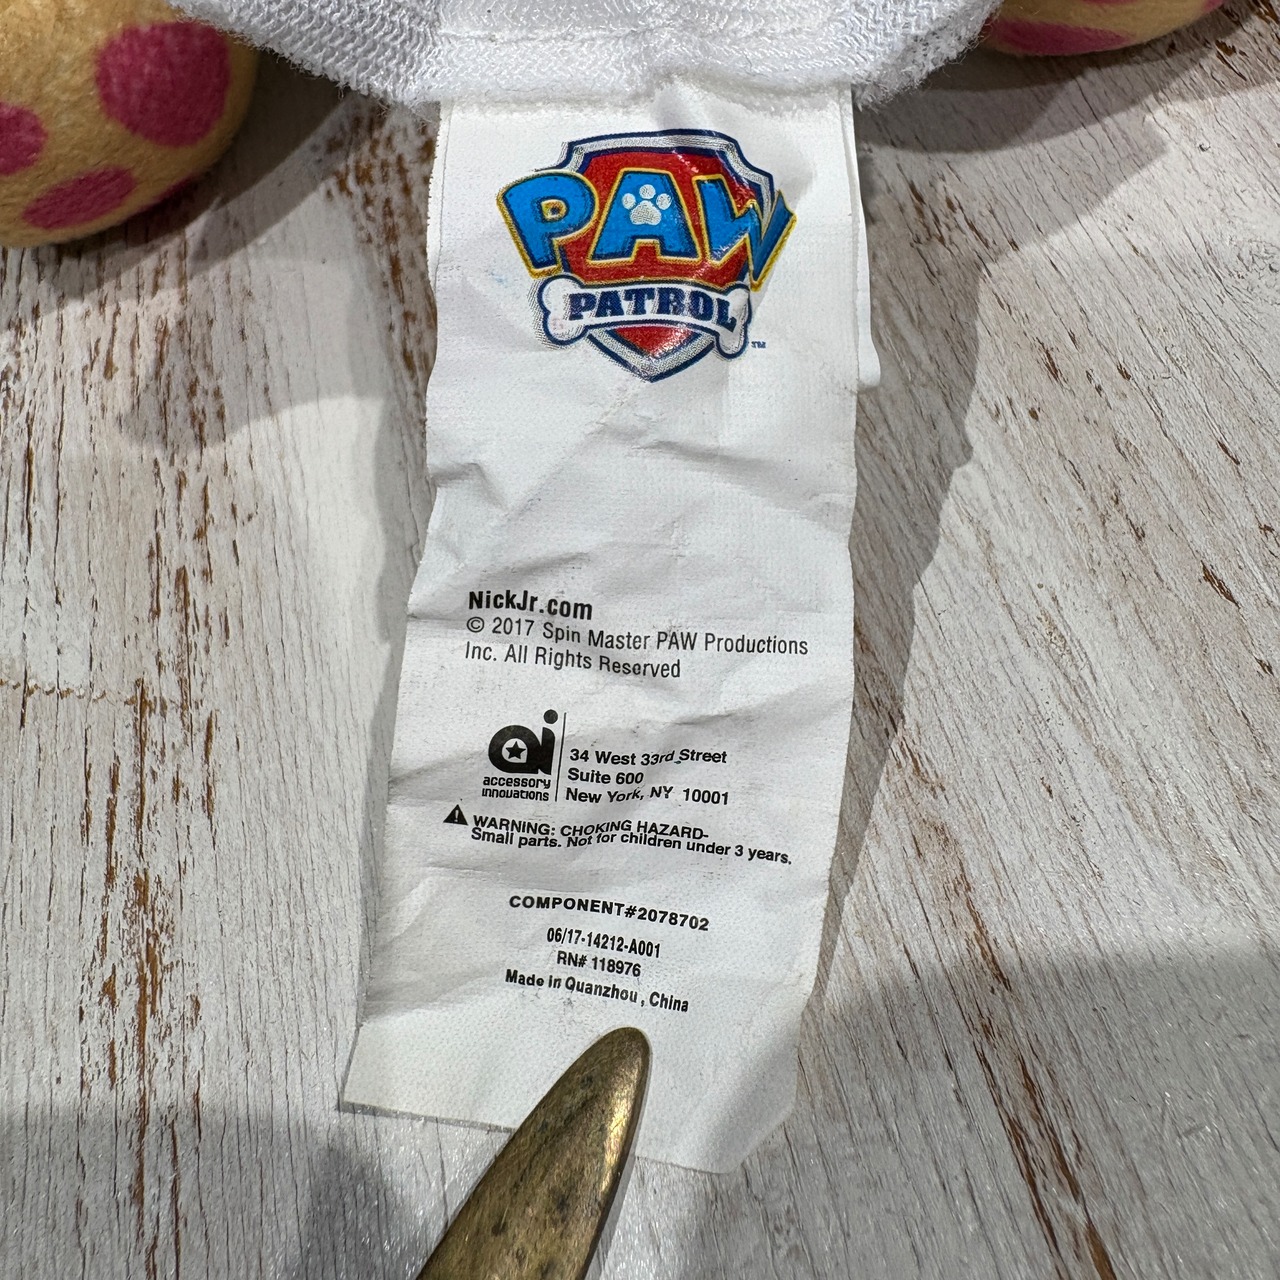 PAW
PATROL™
NickJr.com
© 2017 Spin Master PAW Productions
Inc. All Rights Reserved
ai
accessory
innovations
34 West 33rd Street
Suite 600
New York, NY 10001
⚠ WARNING: CHOKING HAZARD-
Small parts. Not for children under 3 years.
COMPONENT#2078702
06/17-14212-A001
RN# 118976
Made in Quanzhou , China